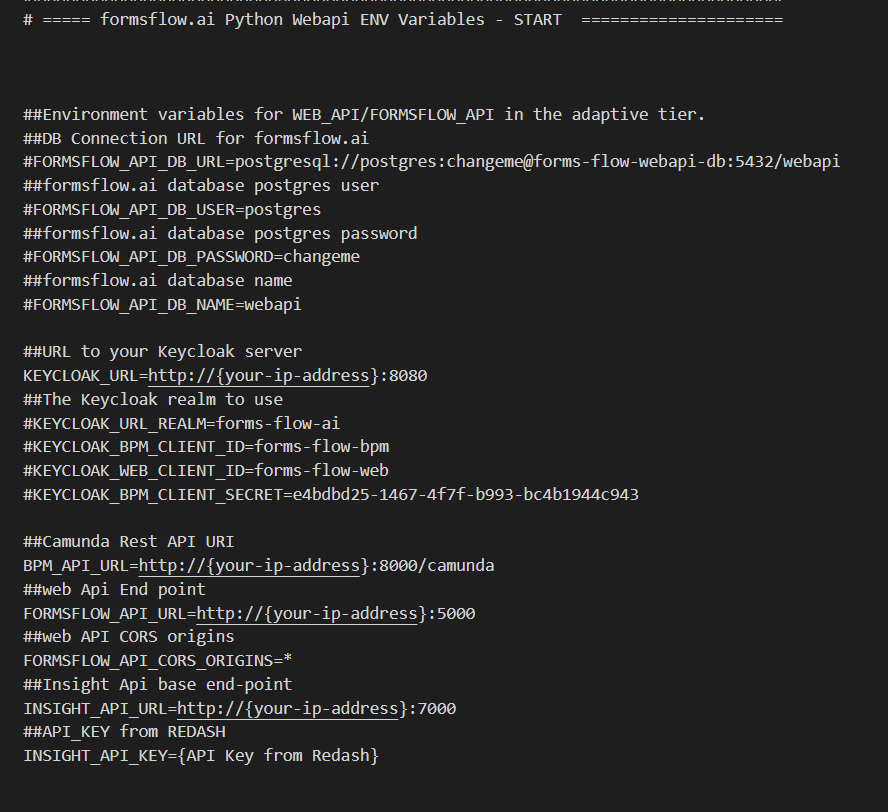 # ===== formsflow.ai Python Webapi ENV Variables - START  =====================
##Environment variables for WEB_API/FORMSFLOW_API in the adaptive tier.
##DB Connection URL for formsflow.ai
#FORMSFLOW_API_DB_URL=postgresql://postgres:changeme@forms-flow-webapi-db:5432/webapi
##formsflow.ai database postgres user
#FORMSFLOW_API_DB_USER=postgres
##formsflow.ai database postgres password
#FORMSFLOW_API_DB_PASSWORD=changeme
##formsflow.ai database name
#FORMSFLOW_API_DB_NAME=webapi
##URL to your Keycloak server
KEYCLOAK_URL=http://{your-ip-address}:8080
##The Keycloak realm to use
#KEYCLOAK_URL_REALM=forms-flow-ai
#KEYCLOAK_BPM_CLIENT_ID=forms-flow-bpm
#KEYCLOAK_WEB_CLIENT_ID=forms-flow-web
#KEYCLOAK_BPM_CLIENT_SECRET=e4bdbd25-1467-4f7f-b993-bc4b1944c943
##Camunda Rest API URI
BPM_API_URL=http://{your-ip-address}:8000/camunda
##web Api End point
FORMSFLOW_API_URL=http://{your-ip-address}:5000
##web API CORS origins
FORMSFLOW_API_CORS_ORIGINS=*
##Insight Api base end-point
INSIGHT_API_URL=http://{your-ip-address}:7000
##API_KEY from REDASH
INSIGHT_API_KEY={API Key from Redash}